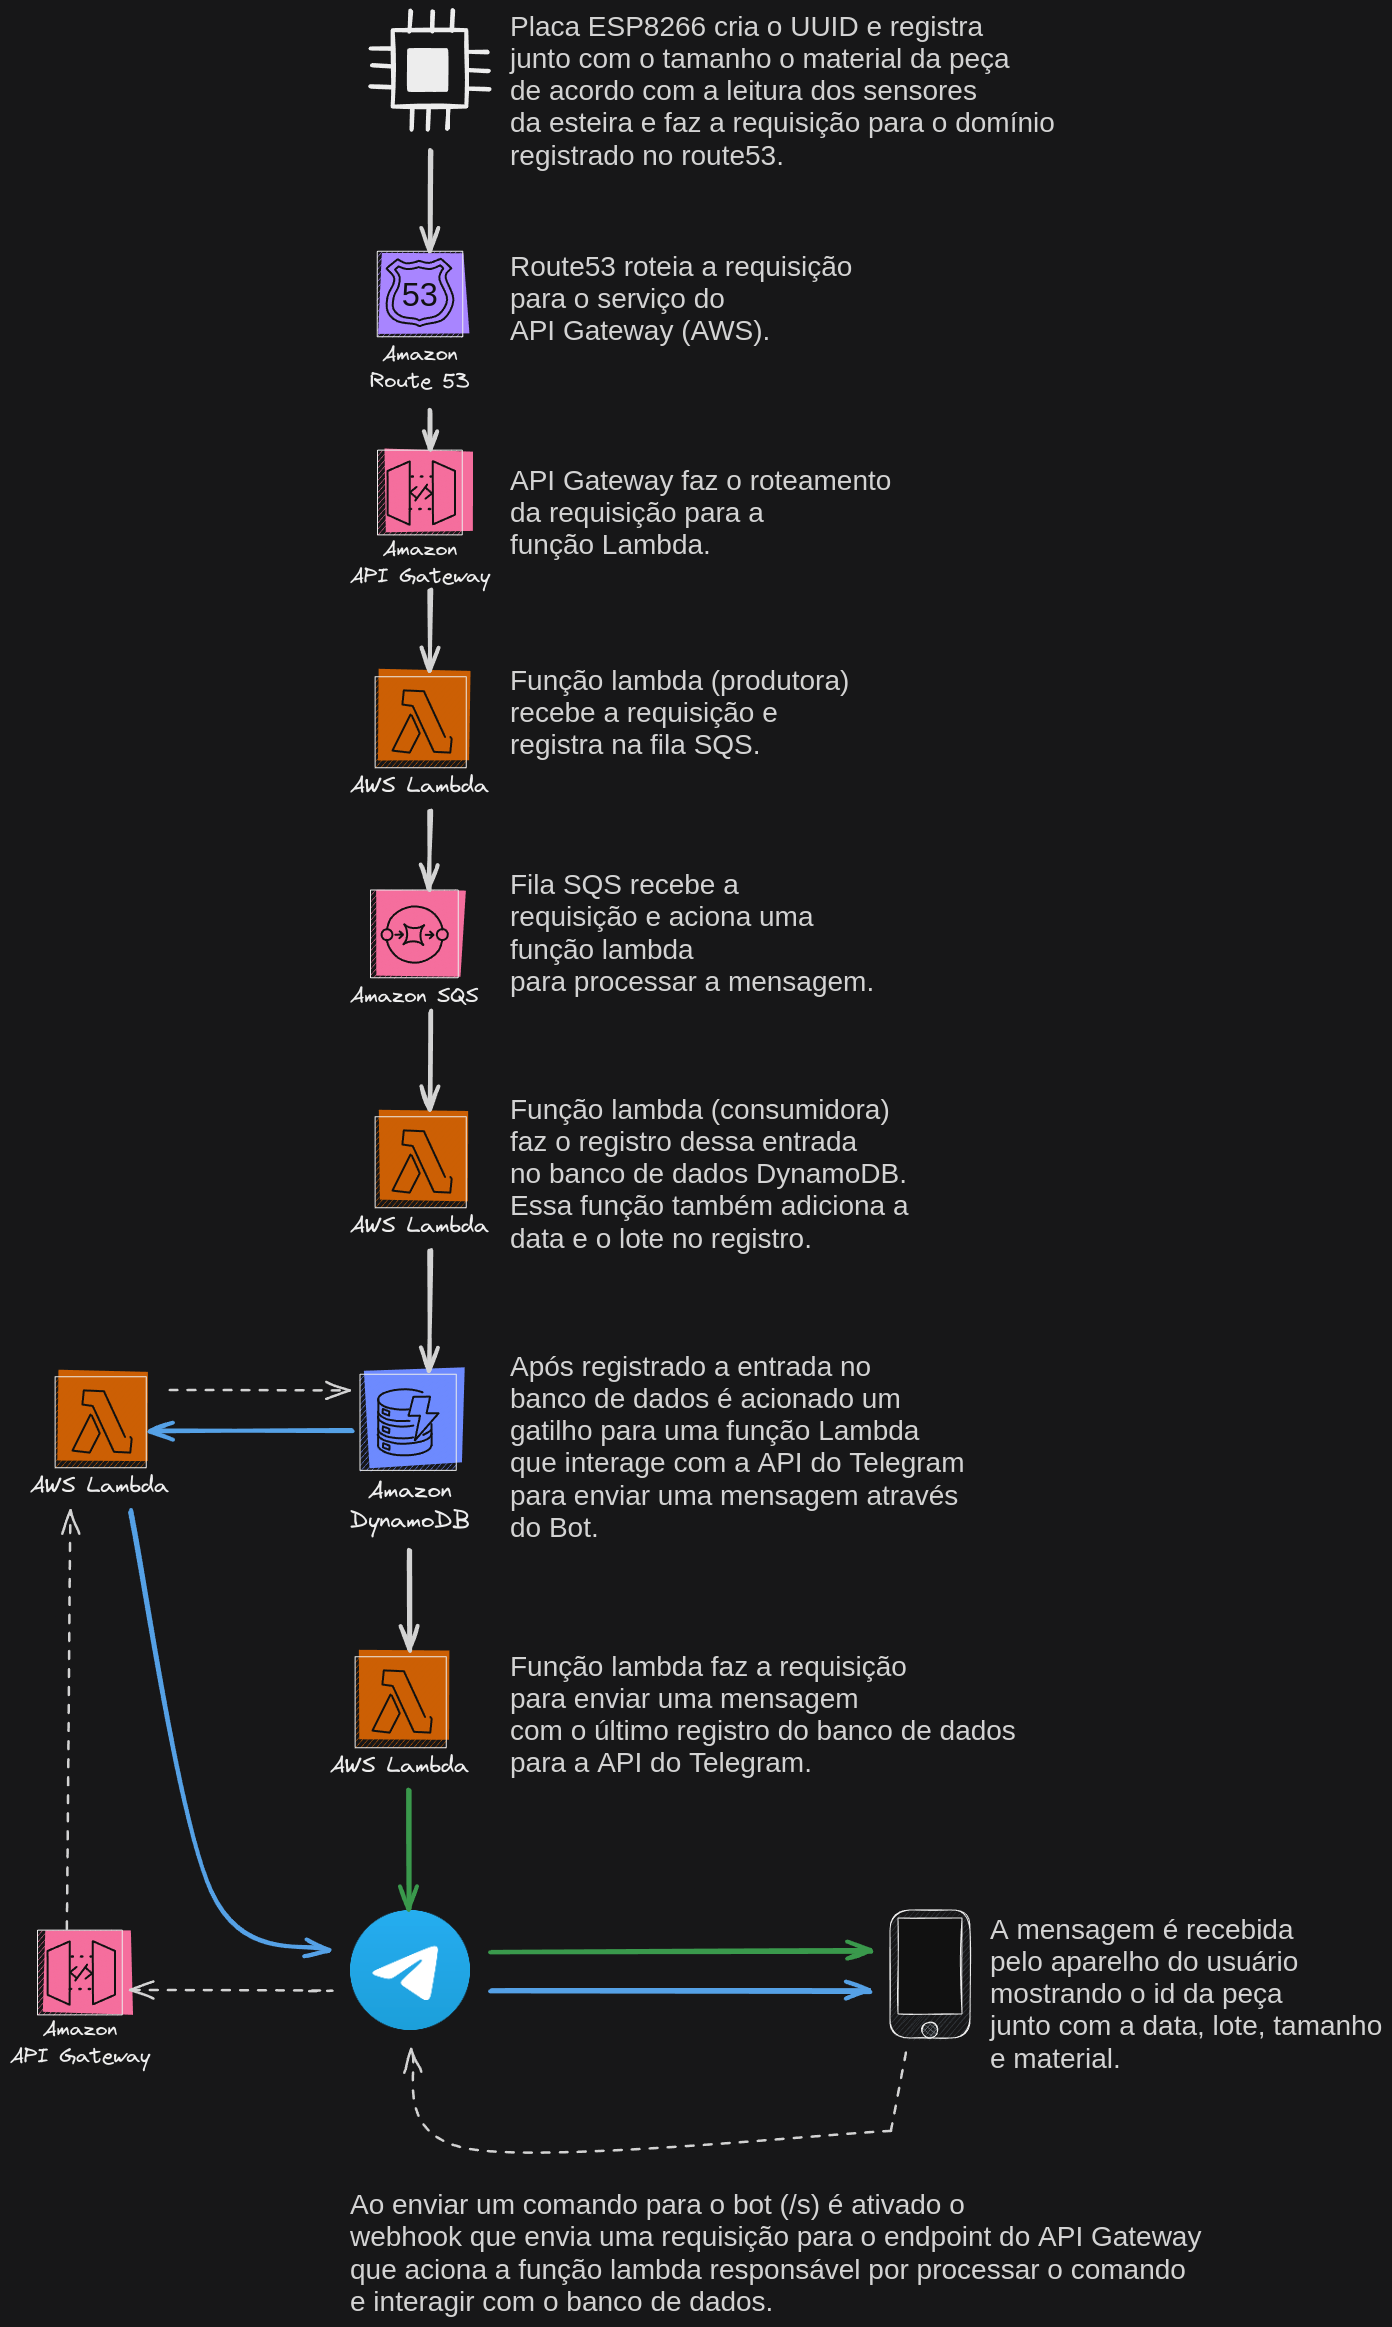 Placa ESP8266 cria o UUID e registra
junto com o tamanho o material da peça
de acordo com a leitura dos sensores
da esteira e faz a requisição para o domínio
registrado no route53.
53
Amazon
Route 53
Route53 roteia a requisição
para o serviço do
API Gateway (AWS).
Amazon
API Gateway
API Gateway faz o roteamento
da requisição para a
função Lambda.
AWS Lambda
Função lambda (produtora)
recebe a requisição e
registra na fila SQS.
Amazon SQS
Fila SQS recebe a
requisição e aciona uma
função lambda
para processar a mensagem.
AWS Lambda
Função lambda (consumidora)
faz o registro dessa entrada
no banco de dados DynamoDB.
Essa função também adiciona a
data e o lote no registro.
AWS Lambda
Amazon
DynamoDB
Após registrado a entrada no
banco de dados é acionado um
gatilho para uma função Lambda
que interage com a API do Telegram
para enviar uma mensagem através
do Bot.
AWS Lambda
Função lambda faz a requisição
para enviar uma mensagem
com o último registro do banco de dados
para a API do Telegram.
Amazon
API Gateway
A mensagem é recebida
pelo aparelho do usuário
mostrando o id da peça
junto com a data, lote, tamanho
e material.
Ao enviar um comando para o bot (/s) é ativado o
webhook que envia uma requisição para o endpoint do API Gateway
que aciona a função lambda responsável por processar o comando
e interagir com o banco de dados.